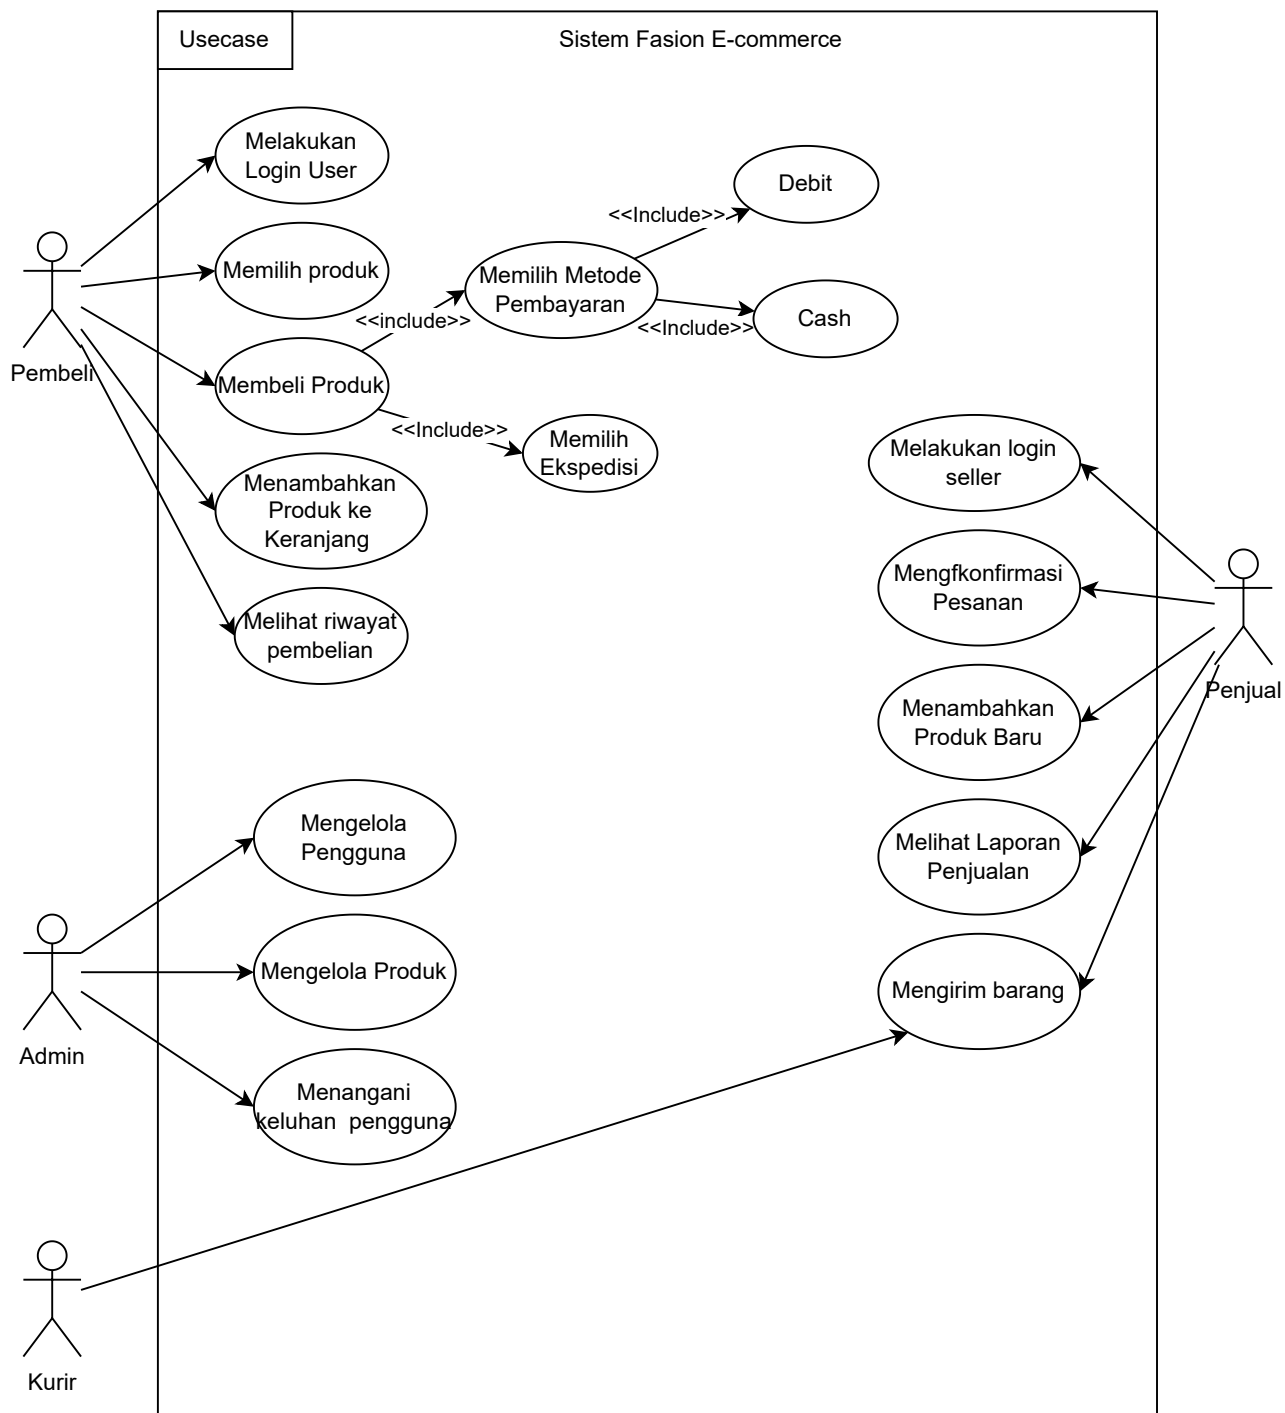 Usecase
Sistem Fasion E-commerce
Melakukan
Login User
Debit
Memilih produk
<<Include>>
Memilih Metode
Pembayaran
Cash
<<include>>
<<Include>>
Pembeli
Membeli Produk
<<Include>>
Memilih
Ekspedisi
Melakukan login
seller
Menambahkan
Produk ke
Keranjang
Mengfkonfirmasi
Pesanan
Melihat riwayat
pembelian
Penjual
Menambahkan
Produk Baru
Mengelola
Pengguna
Melihat Laporan
Penjualan
Mengelola Produk
Mengirim barang
Admin
Menangani
keluhan  pengguna
Kurir